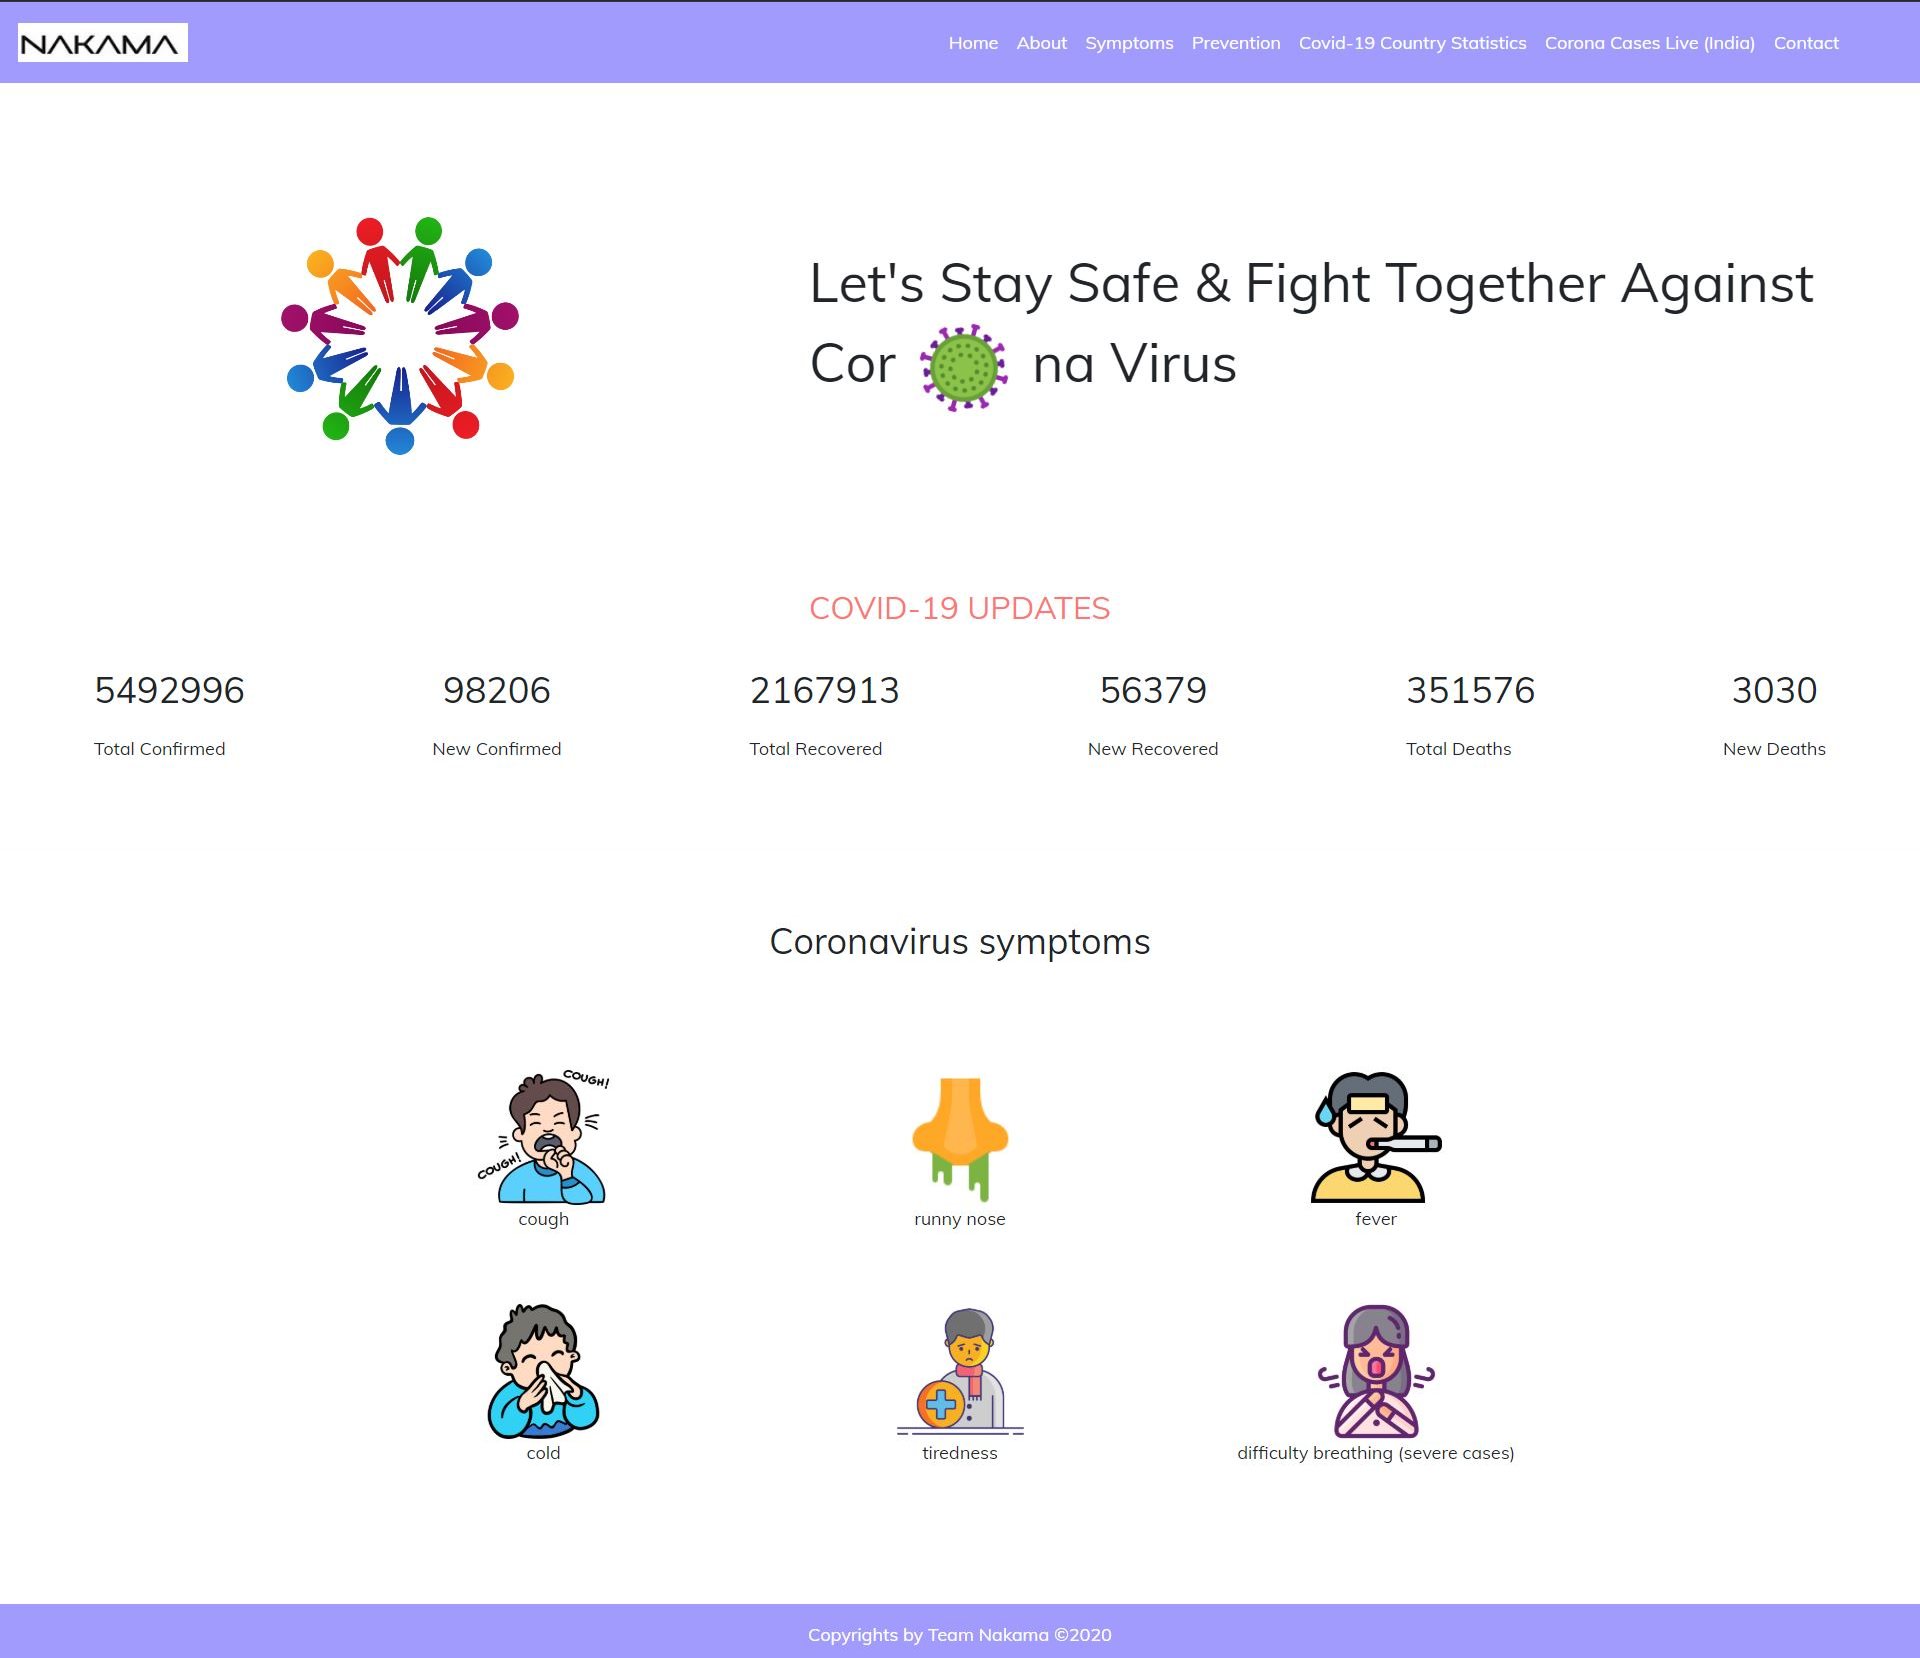 NAKAMA
Home About Symptoms Prevention Covid-19 Country Statistics Corona Cases Live (India) Contact
Let's Stay Safe & Fight Together Against
Cor na Virus
COVID-19 UPDATES
5492996 98206 2167913 56379 351576 3030
Total Confirmed New Confirmed Total Recovered New Recovered Total Deaths New Deaths
Coronavirus symptoms
COUGH!
COUGH!
cough runny nose fever
cold tiredness difficulty breathing (severe cases)
Copyrights by Team Nakama ©2020